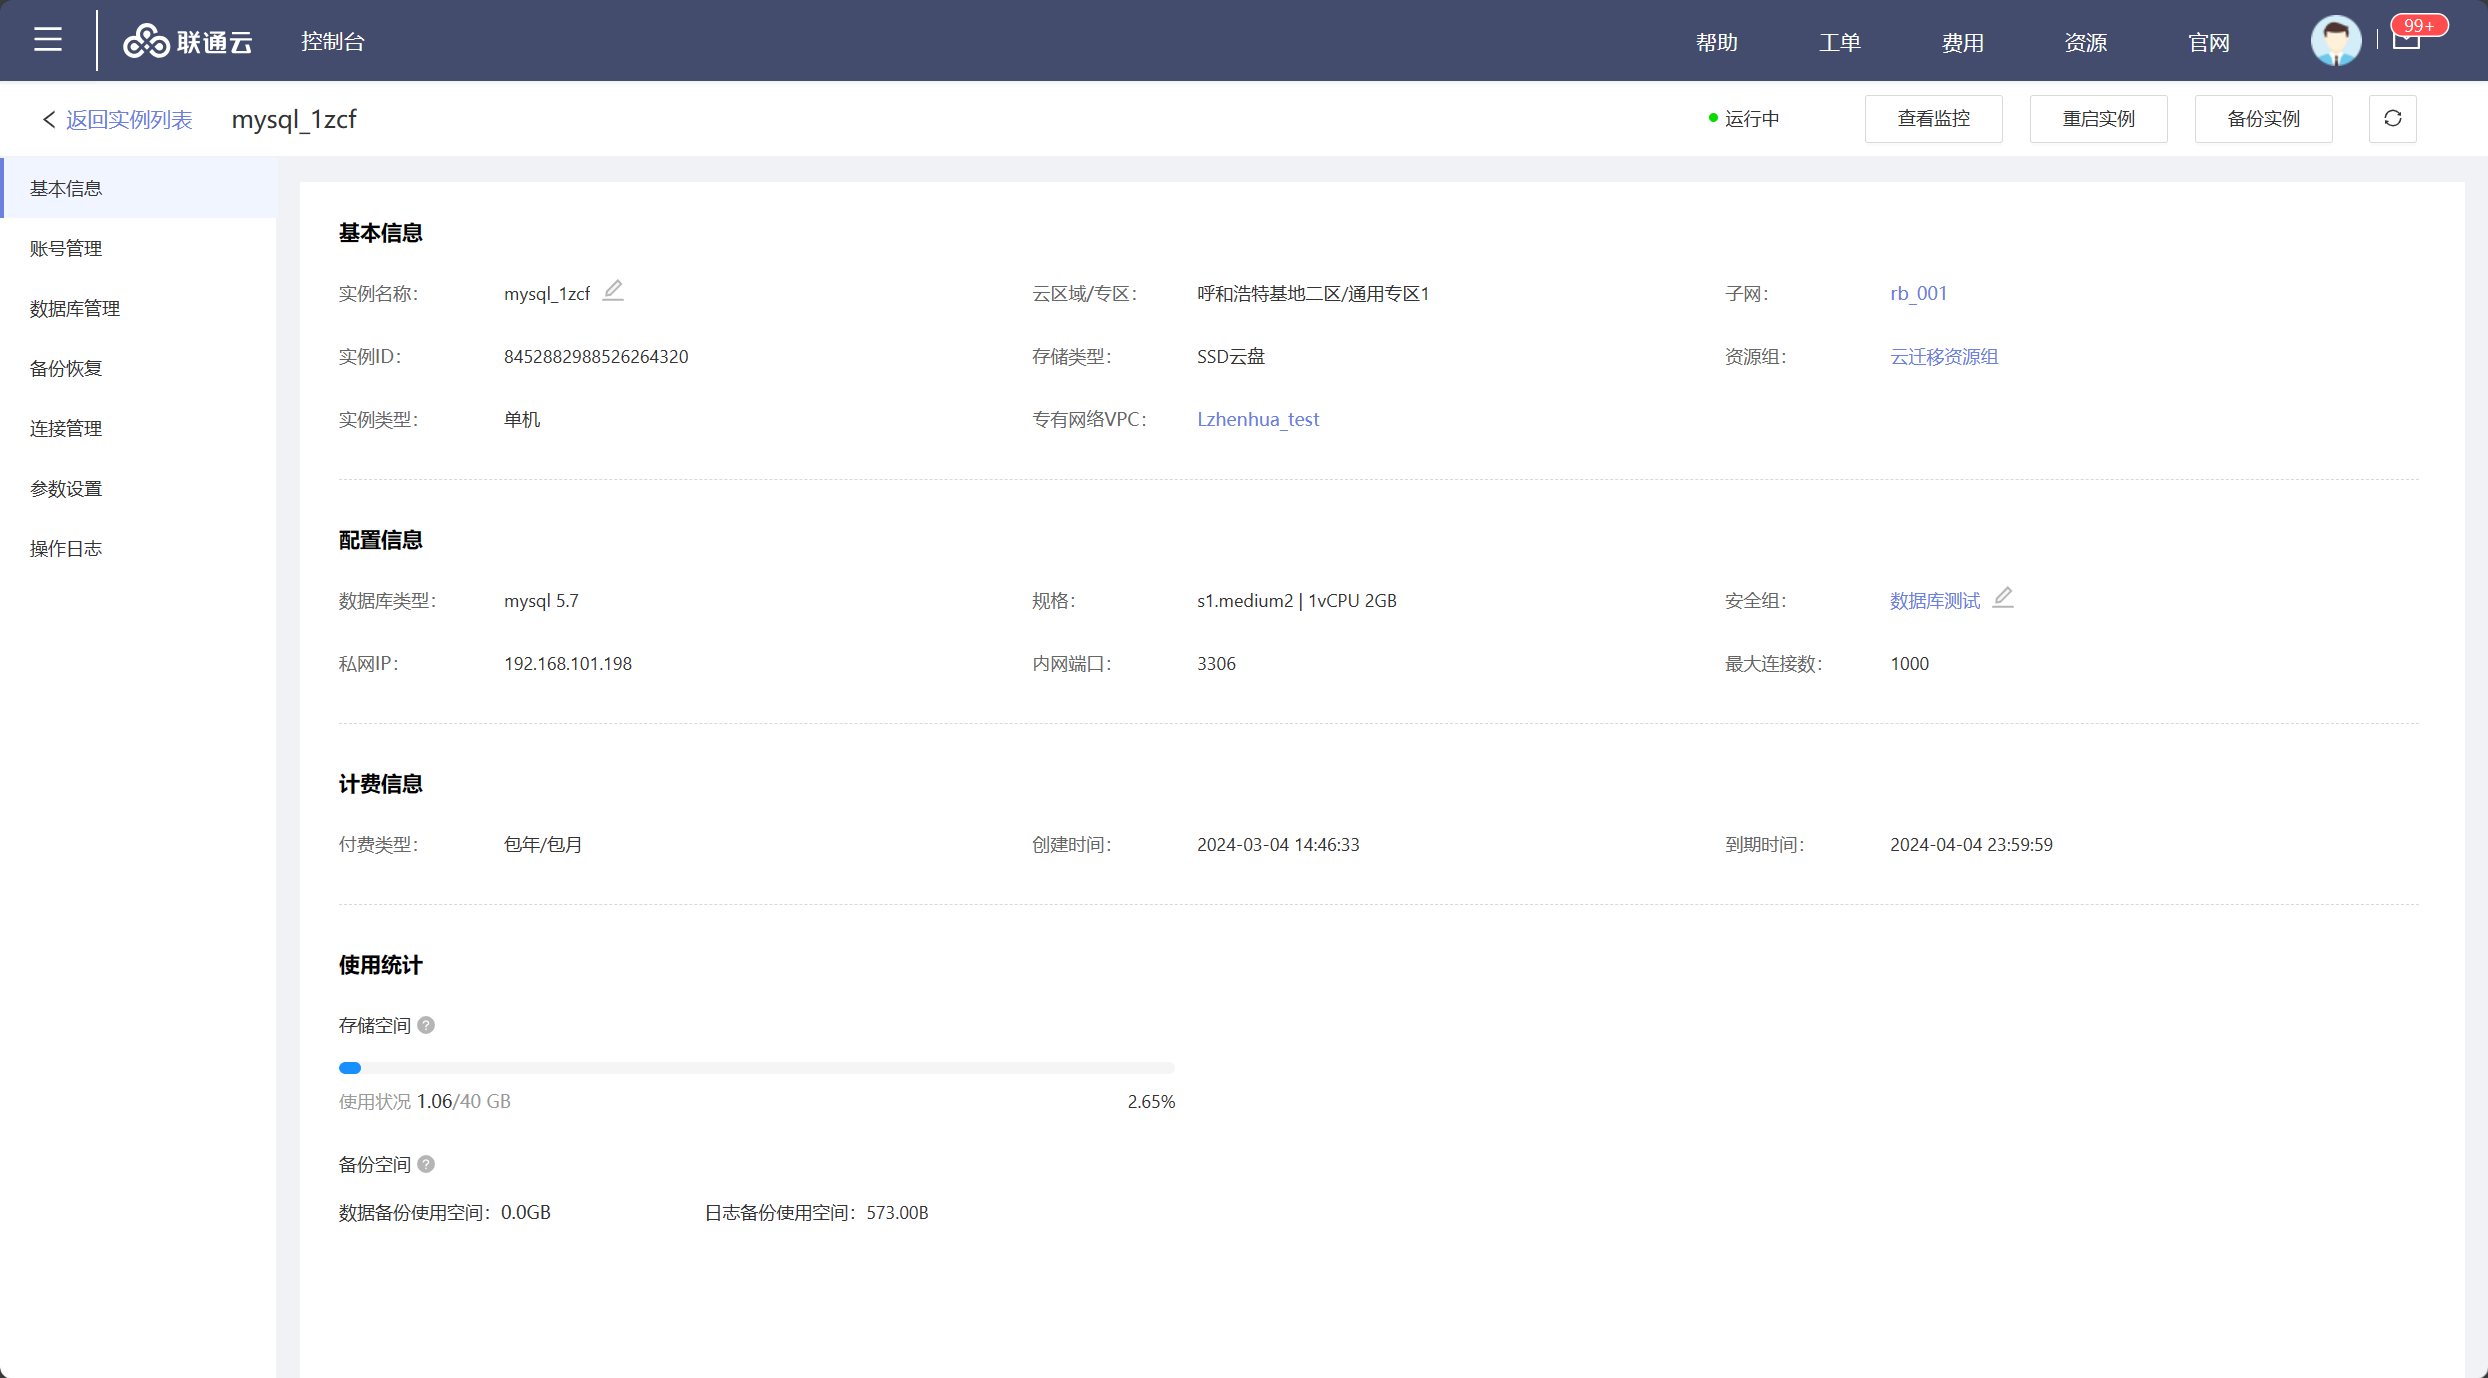 联通云 控制台 帮助 工单 费用 资源 官网 99+
返回实例列表 mysql_1zcf 运行中 查看监控 重启实例 备份实例
基本信息
账号管理
数据库管理
备份恢复
连接管理
参数设置
操作日志
基本信息
实例名称: mysql_1zcf 云区域/专区: 呼和浩特基地二区/通用专区1 子网: rb_001
实例ID: 8452882988526264320 存储类型: SSD云盘 资源组: 云迁移资源组
实例类型: 单机 专有网络VPC: Lzhenhua_test
配置信息
数据库类型: mysql 5.7 规格: s1.medium2 | 1vCPU 2GB 安全组: 数据库测试
私网IP: 192.168.101.198 内网端口: 3306 最大连接数: 1000
计费信息
付费类型: 包年/包月 创建时间: 2024-03-04 14:46:33 到期时间: 2024-04-04 23:59:59
使用统计
存储空间 ?
使用状况 1.06/40 GB 2.65%
备份空间 ?
数据备份使用空间: 0.0GB 日志备份使用空间: 573.00B